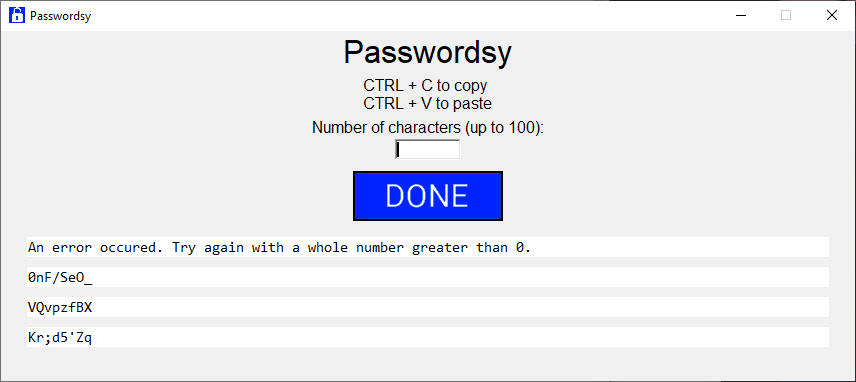 Passwordsy
Passwordsy
CTRL + C to copy
CTRL + V to paste
Number of characters (up to 100):
DONE
An error occured. Try again with a whole number greater than 0.
0nF/SeO_
VQvpzfBX
Kr;d5'Zq